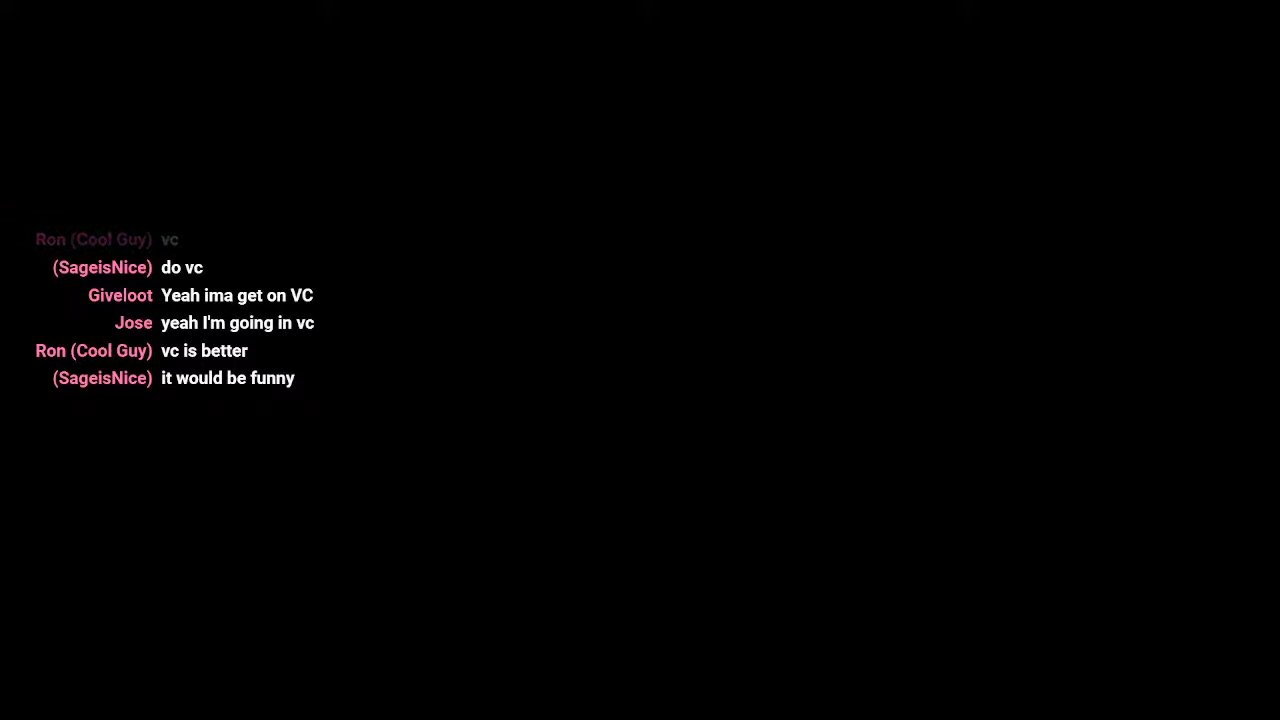 Ron (Cool Guy) vc
(SageisNice) do vc
Giveloot Yeah ima get on VC
Jose yeah I'm going in vc
Ron (Cool Guy) vc is better
(SageisNice) it would be funny